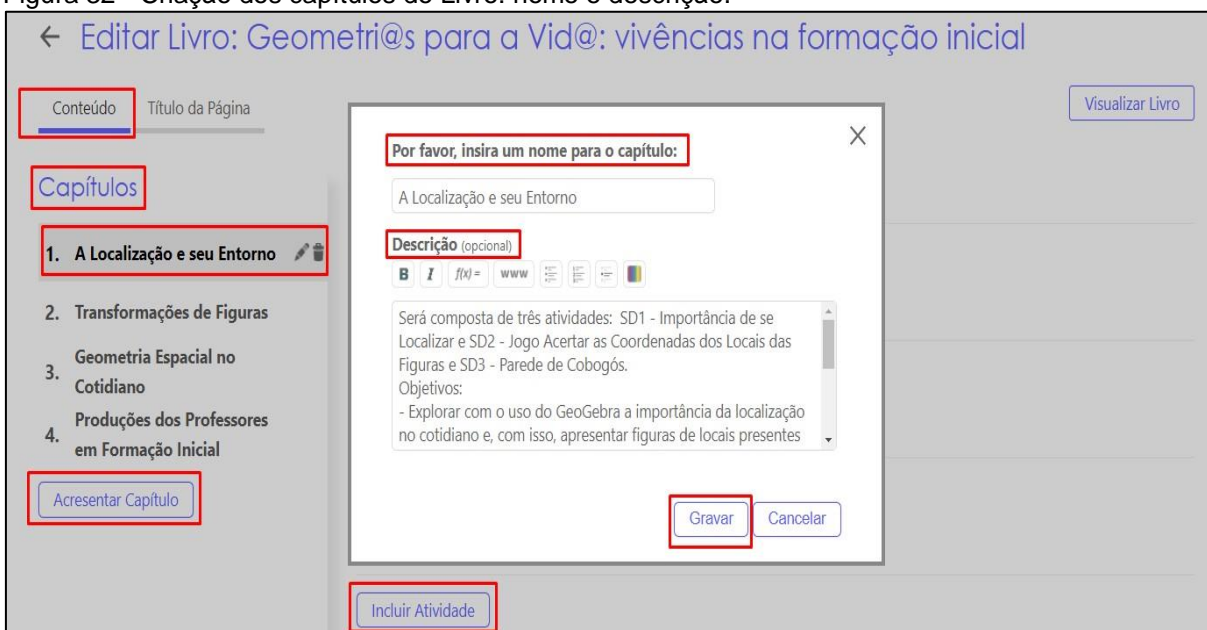 Figura 32 - Criação dos capítulos do Livro: nome e descrição.
← Editar Livro: Geometri@s para a Vid@: vivências na formação inicial
Conteúdo
Título da Página
Visualizar Livro
Capítulos
1. A Localização e seu Entorno
2. Transformações de Figuras
3. Geometria Espacial no
Cotidiano
4. Produções dos Professores
em Formação Inicial
Acresentar Capítulo
Por favor, insira um nome para o capítulo:
A Localização e seu Entorno
Descrição (opcional)
B I f(x) = www
Será composta de três atividades: SD1 - Importância de se
Localizar e SD2 - Jogo Acertar as Coordenadas dos Locais das
Figuras e SD3 - Parede de Cobogós.
Objetivos:
- Explorar com o uso do GeoGebra a importância da localização
no cotidiano e, com isso, apresentar figuras de locais presentes
Gravar
Cancelar
Incluir Atividade